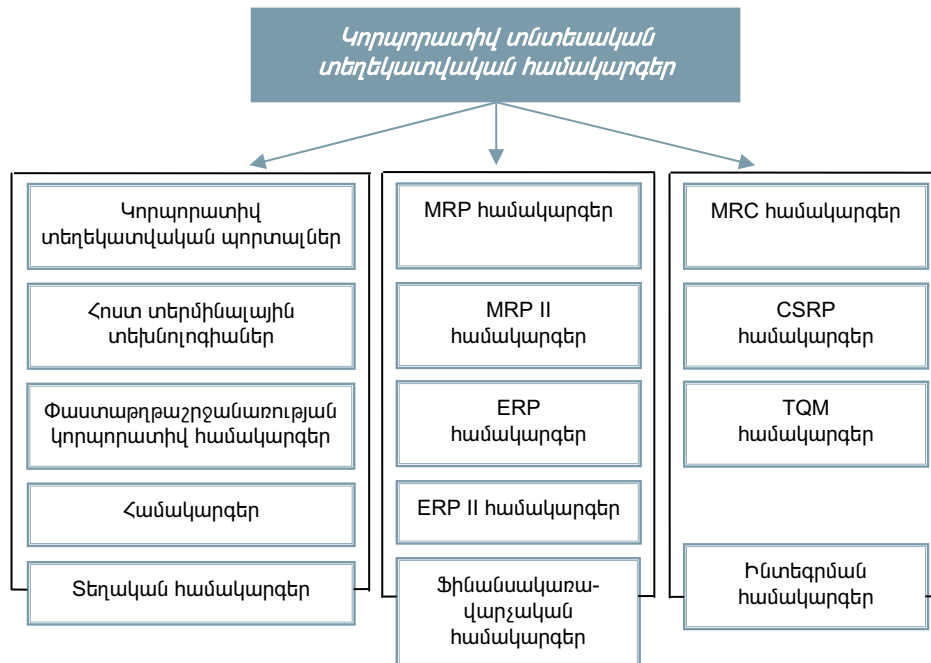 Կորպորատիվ տնտեսական
տեղեկատվական համակարգեր
Կորպորատիվ
տեղեկատվական պորտալներ
Հոստ տերմինալային
տեխնոլոգիաներ
Փաստաթղթաշրջանառության
կորպորատիվ համակարգեր
Համակարգեր
Տեղական համակարգեր
MRP համակարգեր
MRP II
համակարգեր
ERP
համակարգեր
ERP II համակարգեր
Ֆինանսակառա-
վարչական
համակարգեր
MRC համակարգեր
CSRP
համակարգեր
TQM
համակարգեր
Ինտեգրման
համակարգեր